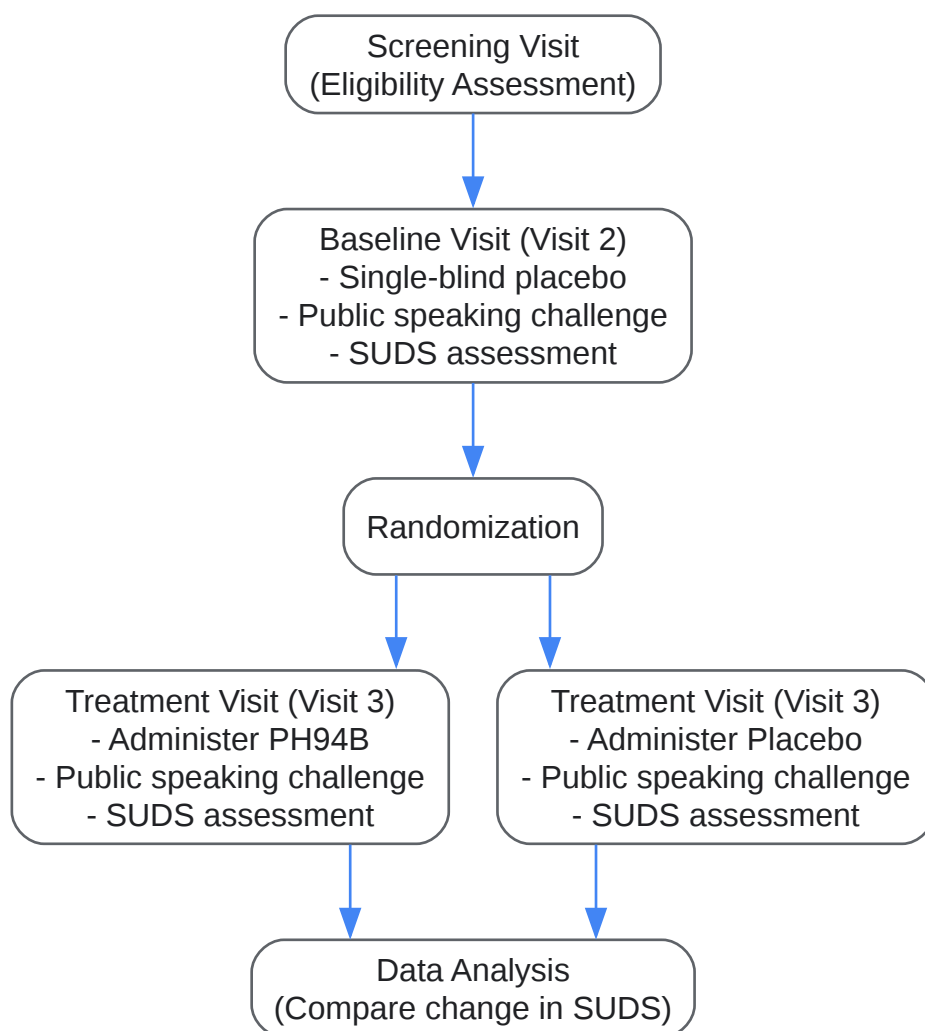 Screening Visit
(Eligibility Assessment)
Baseline Visit (Visit 2)
- Single-blind placebo
- Public speaking challenge
- SUDS assessment
Randomization
Treatment Visit (Visit 3)
- Administer PH94B
- Public speaking challenge
- SUDS assessment
Treatment Visit (Visit 3)
- Administer Placebo
- Public speaking challenge
- SUDS assessment
Data Analysis
(Compare change in SUDS)